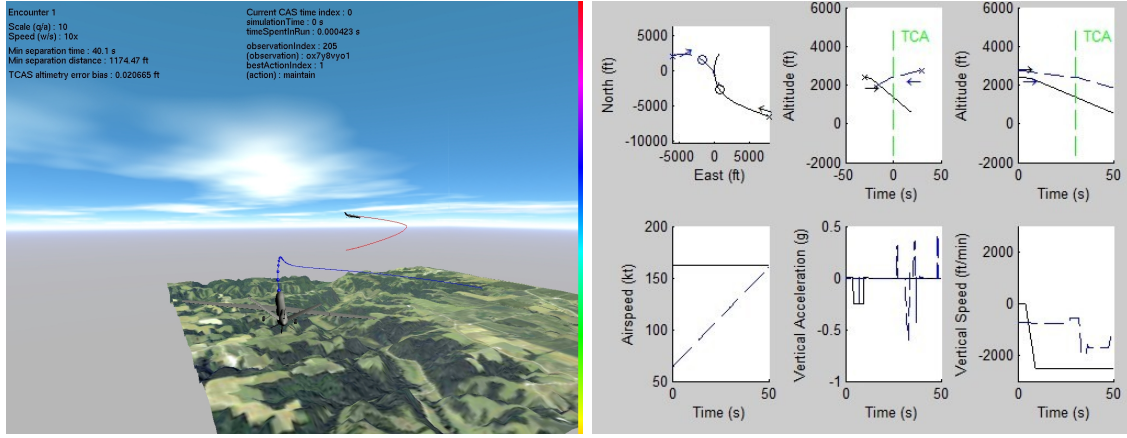 Encounter 1
Scale (q/a) : 10
Speed (w/s) : 10x
Min separation time : 40.1 s
Min separation distance : 1174.47 ft
TCAS altimetry error bias : 0.020665 ft
Current CAS time index : 0
simulationTime : 0 s
timeSpentInRun : 0.000423 s
observationIndex : 205
(observation) : ox7y8vyo1
bestActionIndex : 1
(action) : maintain
North (ft)
5000
0
-5000
-10000
-5000 0 5000
East (ft)
Altitude (ft)
6000
4000
2000
0
-2000
TCA
-50 0 50
Time (s)
Altitude (ft)
6000
4000
2000
0
-2000
TCA
0 50
Time (s)
Airspeed (kt)
200
150
100
50
0 50
Time (s)
Vertical Acceleration (g)
0.5
0
-0.5
-1
0 50
Time (s)
Vertical Speed (ft/min)
2000
0
-2000
0 50
Time (s)